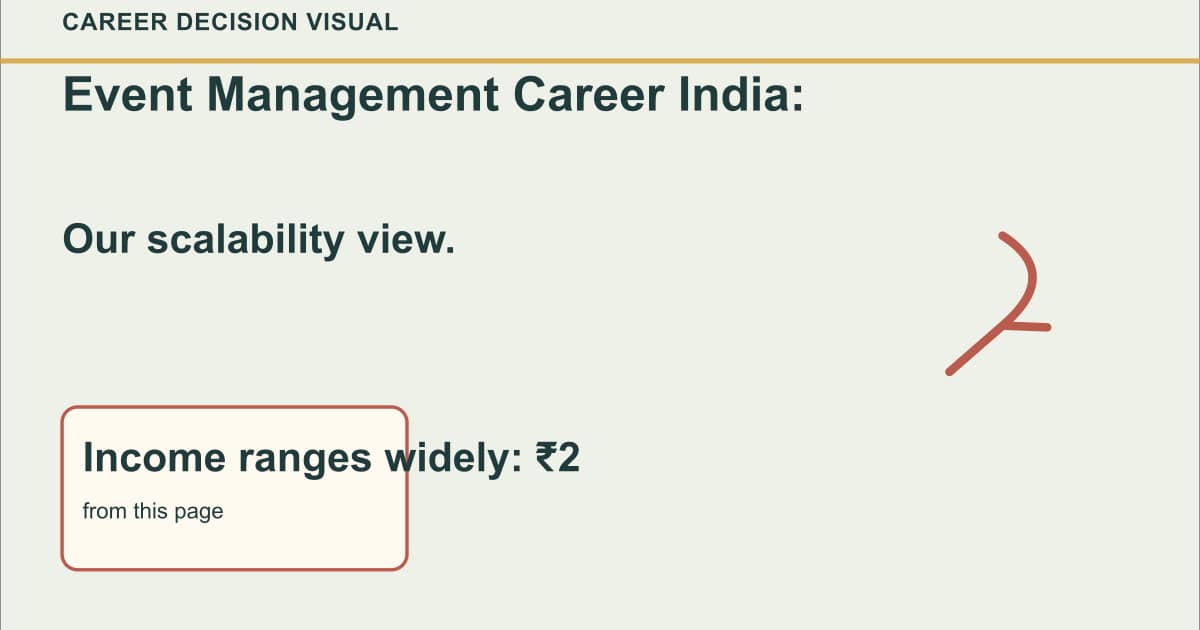 CAREER DECISION VISUAL
Event Management Career India:
Our scalability view.
Income ranges widely: ₹2
from this page